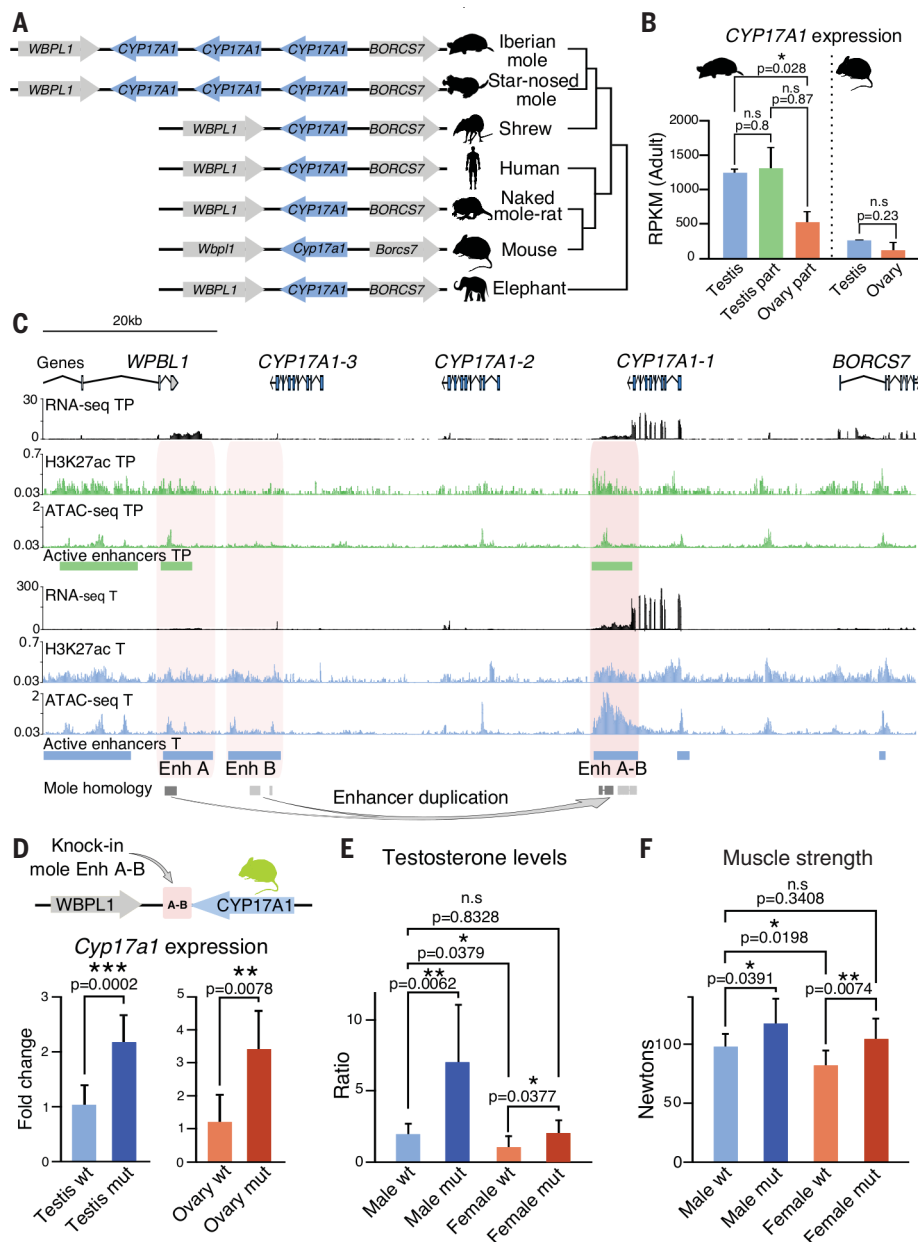 A
WBPL1 CYP17A1 CYP17A1 CYP17A1 BORCS7 Iberian mole
WBPL1 CYP17A1 CYP17A1 CYP17A1 BORCS7 Star-nosed mole
WBPL1 CYP17A1 BORCS7 Shrew
WBPL1 CYP17A1 BORCS7 Human
WBPL1 CYP17A1 BORCS7 Naked mole-rat
Wbpl1 Cyp17a1 Borcs7 Mouse
WBPL1 CYP17A1 BORCS7 Elephant
B
CYP17A1 expression
*
p=0.028
n.s
p=0.87
n.s
p=0.8
n.s
p=0.23
RPKM (Adult)
2000
1500
1000
500
0
Testis
Testis part
Ovary part
Testis
Ovary
C
20kb
Genes WPBL1 CYP17A1-3 CYP17A1-2 CYP17A1-1 BORCS7
30
RNA-seq TP
0
0.7
H3K27ac TP
0.03
2
ATAC-seq TP
0.03
Active enhancers TP
300
RNA-seq T
0
0.7
H3K27ac T
0.03
2
ATAC-seq T
0.03
Active enhancers T
Enh A Enh B Enh A-B
Mole homology
Enhancer duplication
D
Knock-in
mole Enh A-B
WBPL1 A-B CYP17A1
Cyp17a1 expression
***
p=0.0002
**
p=0.0078
Fold change
3
2
1
0
5
4
3
2
1
0
Testis wt
Testis mut
Ovary wt
Ovary mut
E
Testosterone levels
n.s
p=0.8328
*
p=0.0379
**
p=0.0062
*
p=0.0377
Ratio
10
5
0
Male wt
Male mut
Female wt
Female mut
F
Muscle strength
n.s
p=0.3408
*
p=0.0198
*
p=0.0391
**
p=0.0074
Newtons
100
50
0
Male wt
Male mut
Female wt
Female mut